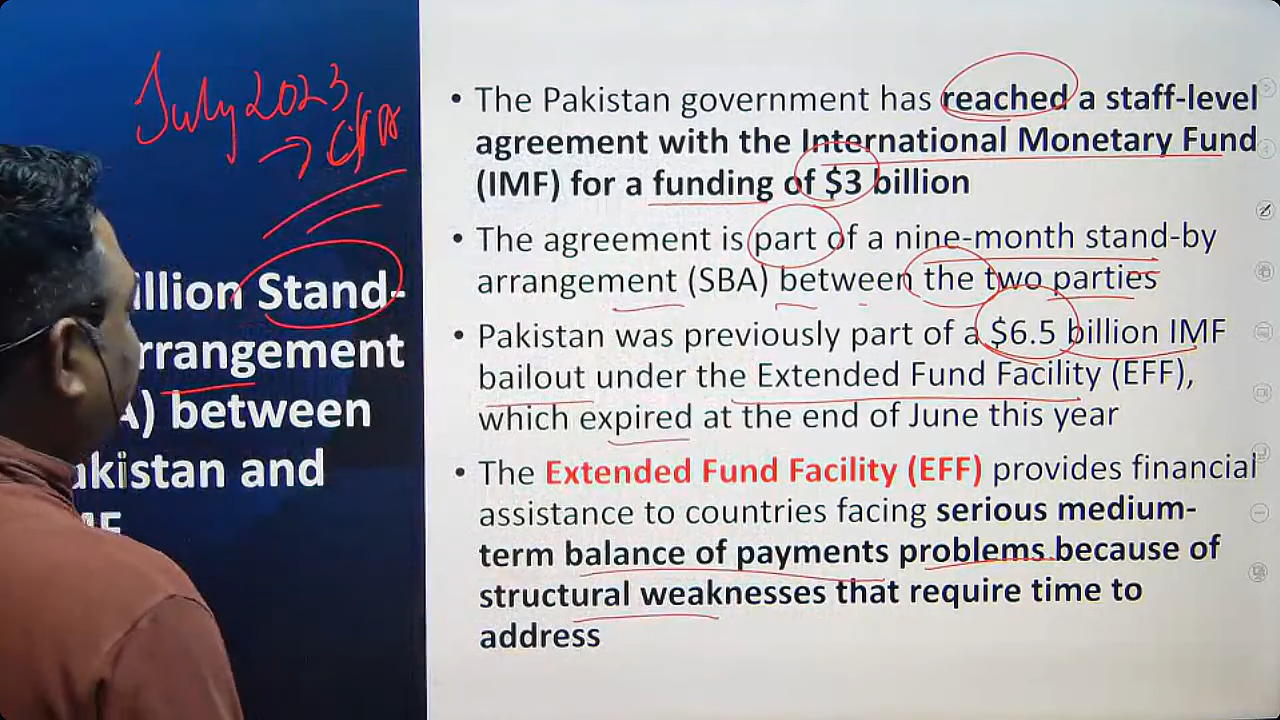 July 2023
→
illion Stand-
rrangement
A) between
akistan and
MF
• The Pakistan government has reached a staff-level
agreement with the International Monetary Fund
(IMF) for a funding of $3 billion
• The agreement is part of a nine-month stand-by
arrangement (SBA) between the two parties
• Pakistan was previously part of a $6.5 billion IMF
bailout under the Extended Fund Facility (EFF),
which expired at the end of June this year
• The Extended Fund Facility (EFF) provides financial
assistance to countries facing serious medium-
term balance of payments problems because of
structural weaknesses that require time to
address